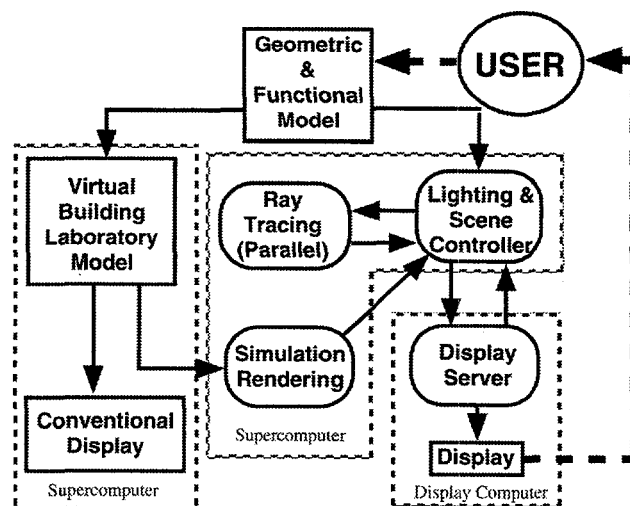 Geometric
&
Functional
Model
USER
Virtual
Building
Laboratory
Model
Ray
Tracing
(Parallel)
Lighting &
Scene
Controller
Simulation
Rendering
Display
Server
Conventional
Display
Supercomputer
Display
Supercomputer
Display Computer